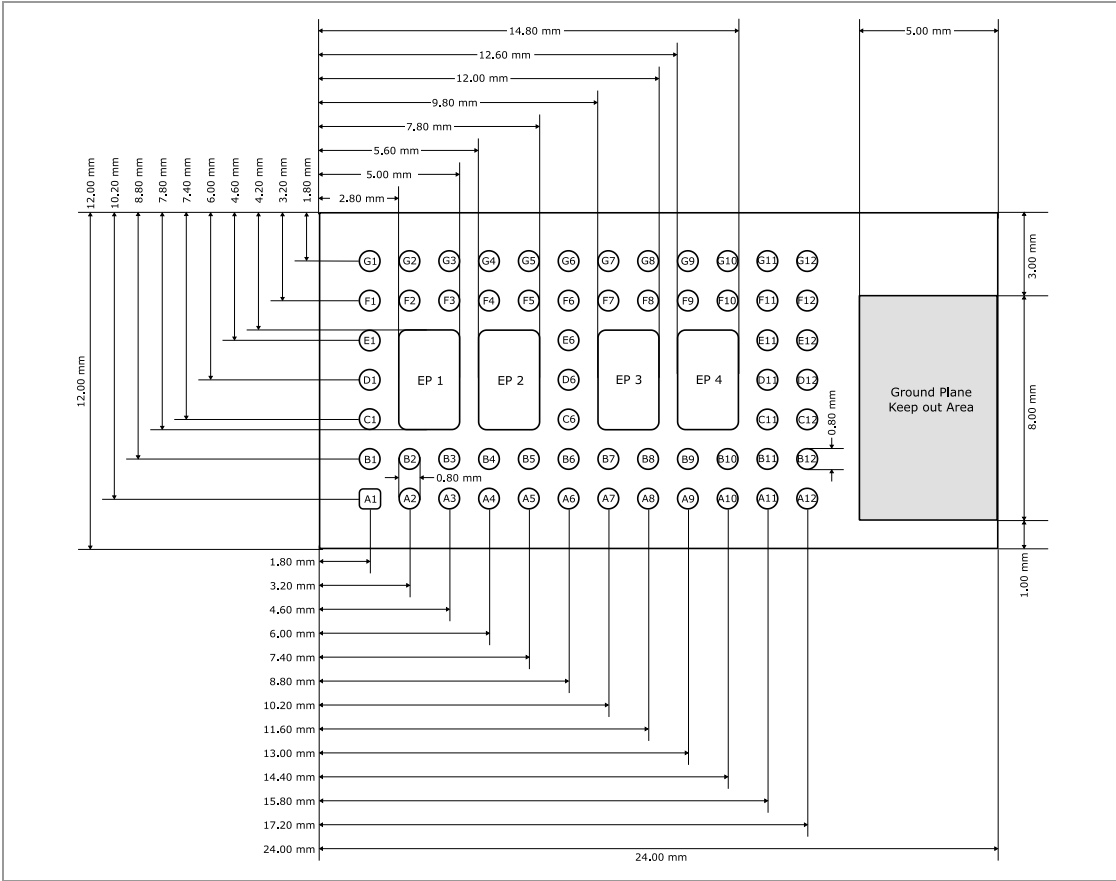 14.80 mm
5.00 mm
12.60 mm
12.00 mm
9.80 mm
7.80 mm
5.60 mm
5.00 mm
2.80 mm
12.00 mm
10.20 mm
8.80 mm
7.80 mm
7.40 mm
6.00 mm
4.60 mm
4.20 mm
3.20 mm
1.80 mm
G1 G2 G3 G4 G5 G6 G7 G8 G9 G10 G11 G12
3.00 mm
F1 F2 F3 F4 F5 F6 F7 F8 F9 F10 F11 F12
E1 E6 E11 E12
D1 EP 1 EP 2 D6 EP 3 EP 4 D11 D12
Ground Plane
Keep out Area
12.00 mm
8.00 mm
C1 C6 C11 C12
0.80 mm
B1 B2 B3 B4 B5 B6 B7 B8 B9 B10 B11 B12
0.80 mm
A1 A2 A3 A4 A5 A6 A7 A8 A9 A10 A11 A12
1.00 mm
1.80 mm
3.20 mm
4.60 mm
6.00 mm
7.40 mm
8.80 mm
10.20 mm
11.60 mm
13.00 mm
14.40 mm
15.80 mm
17.20 mm
24.00 mm
24.00 mm